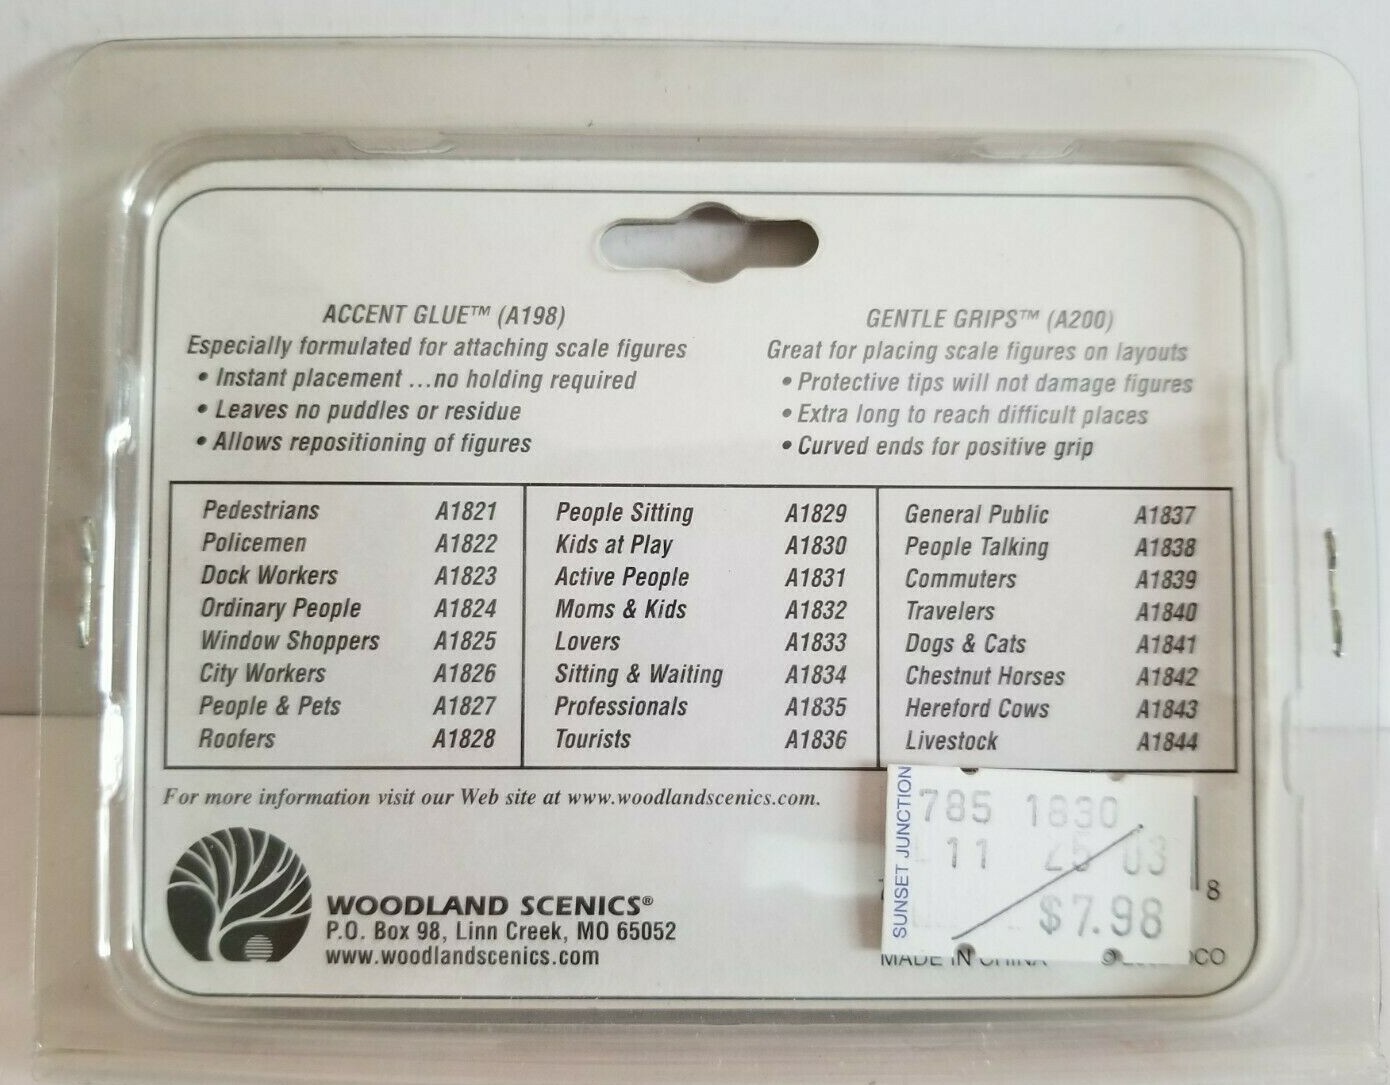 ACCENT GLUE™ (A198)
Especially formulated for attaching scale figures
• Instant placement ...no holding required
• Leaves no puddles or residue
• Allows repositioning of figures
GENTLE GRIPS™ (A200)
Great for placing scale figures on layouts
• Protective tips will not damage figures
• Extra long to reach difficult places
• Curved ends for positive grip
Pedestrians A1821
Policemen A1822
Dock Workers A1823
Ordinary People A1824
Window Shoppers A1825
City Workers A1826
People & Pets A1827
Roofers A1828
People Sitting A1829
Kids at Play A1830
Active People A1831
Moms & Kids A1832
Lovers A1833
Sitting & Waiting A1834
Professionals A1835
Tourists A1836
General Public A1837
People Talking A1838
Commuters A1839
Travelers A1840
Dogs & Cats A1841
Chestnut Horses A1842
Hereford Cows A1843
Livestock A1844
For more information visit our Web site at www.woodlandscenics.com.
WOODLAND SCENICS®
P.O. Box 98, Linn Creek, MO 65052
www.woodlandscenics.com
SUNSET JUNCTION
785 1830
11 25 03
$7.98
8
MADE IN CHINA